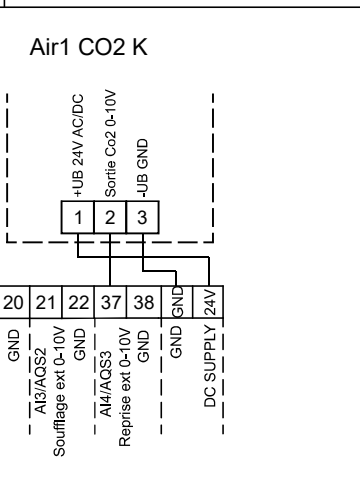 Air1 CO2 K
+UB 24V AC/DC
Sortie Co2 0-10V
-UB GND
1 2 3
20 21 22 37 38 GND 24V
GND
AI3/AQS2
Soufflage ext 0-10V
GND
AI4/AQS3
Reprise ext 0-10V
GND
GND
DC SUPPLY